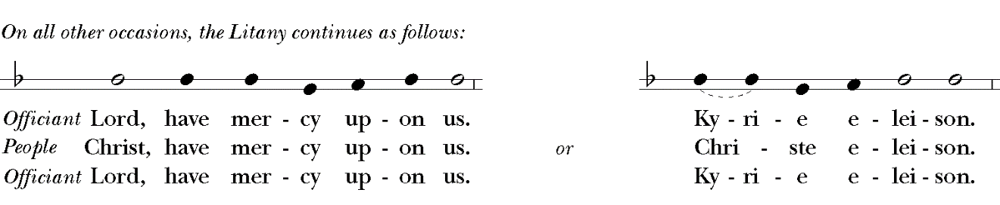 On all other occasions, the Litany continues as follows:
Officiant Lord, have mer - cy up - on us. Ky - ri - e e - lei - son.
People Christ, have mer - cy up - on us. or Chri - ste e - lei - son.
Officiant Lord, have mer - cy up - on us. Ky - ri - e e - lei - son.